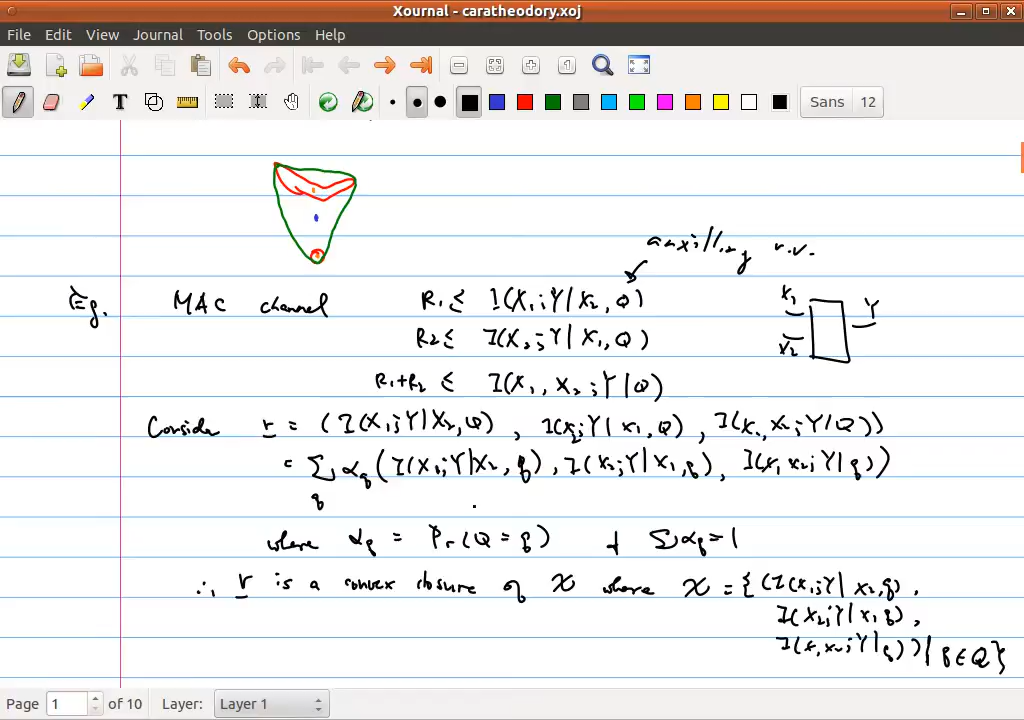 Xournal - caratheodory.xoj
File Edit View Journal Tools Options Help
Sans 12
auxillary r.v.
Eg. MAC channel R1 ≤ I(X1;Y|X2,Q)
X1 Y
R2 ≤ I(X2;Y|X1,Q)
X2
R1+R2 ≤ I(X1,X2;Y|Q)
Consider r = (I(X1;Y|X2,Q), I(X2;Y|X1,Q), I(X1,X2;Y|Q))
= ∑q αq (I(X1;Y|X2,q), I(X2;Y|X1,q), I(X1,X2;Y|q))
where αq = Pr(Q=q) & ∑αq=1
∴ r is a convex closure of X where X = {(I(X1;Y|X2,q),
I(X2;Y|X1,q),
I(X1,X2;Y|q))|q∈Q}
Page 1 of 10 Layer: Layer 1